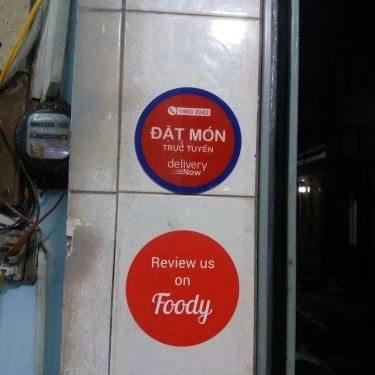 1900 2042
ĐẶT MÓN
TRỰC TUYẾN
delivery
Now
Review us
on
Foody